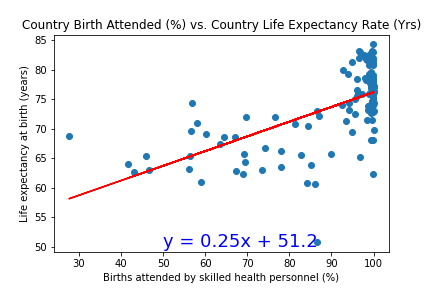 Country Birth Attended (%) vs. Country Life Expectancy Rate (Yrs)
Life expectancy at birth (years)
85
80
75
70
65
60
55
50
y = 0.25x + 51.2
30 40 50 60 70 80 90 100
Births attended by skilled health personnel (%)